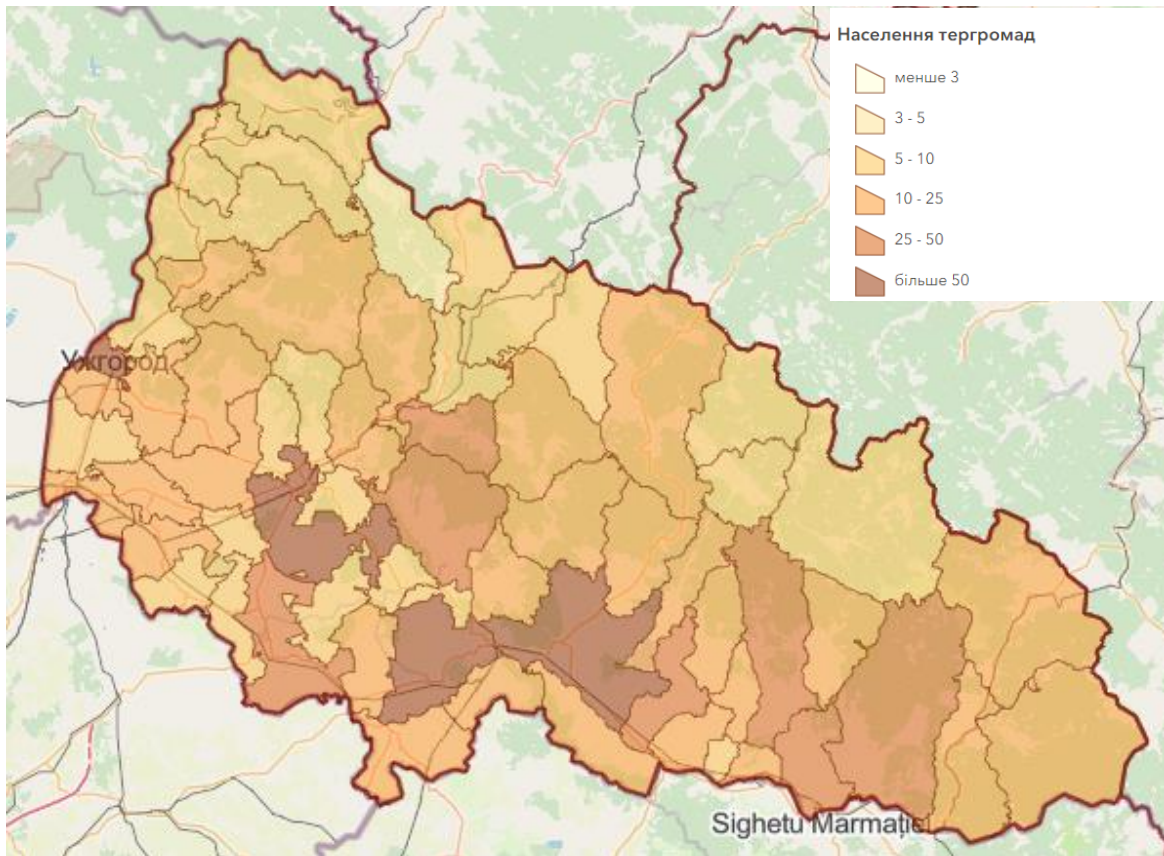 Населення тергромад
менше 3
3 - 5
5 - 10
10 - 25
25 - 50
більше 50
Ужгород
Sighetu Marmației